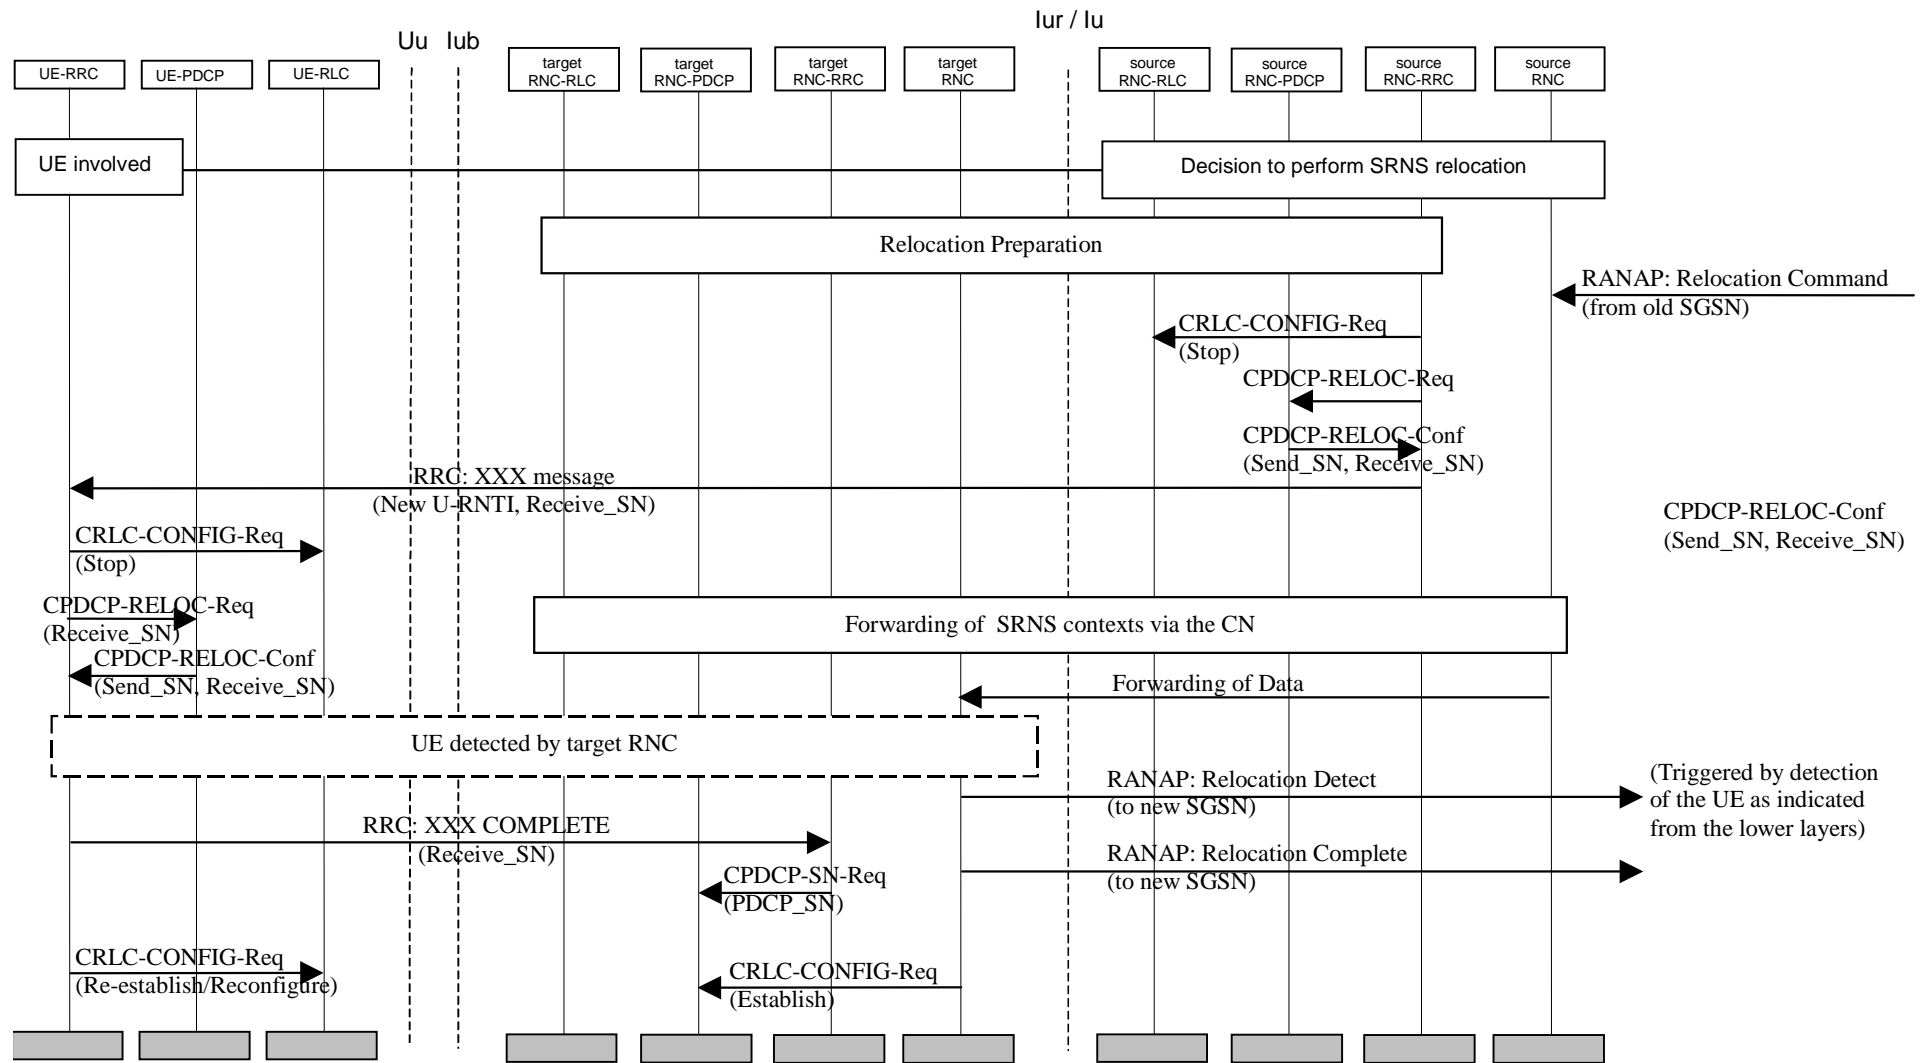 Iur / Iu
Uu Iub
UE-RRC
UE-PDCP
UE-RLC
target
RNC-RLC
target
RNC-PDCP
target
RNC-RRC
target
RNC
source
RNC-RLC
source
RNC-PDCP
source
RNC-RRC
source
RNC
UE involved
Decision to perform SRNS relocation
Relocation Preparation
RANAP: Relocation Command
(from old SGSN)
CRLC-CONFIG-Req
(Stop)
CPDCP-RELOC-Req
CPDCP-RELOC-Conf
(Send_SN, Receive_SN)
RRC: XXX message
(New U-RNTI, Receive_SN)
CPDCP-RELOC-Conf
(Send_SN, Receive_SN)
CRLC-CONFIG-Req
(Stop)
CPDCP-RELOC-Req
(Receive_SN)
Forwarding of SRNS contexts via the CN
CPDCP-RELOC-Conf
(Send_SN, Receive_SN)
Forwarding of Data
UE detected by target RNC
RANAP: Relocation Detect
(to new SGSN)
(Triggered by detection
of the UE as indicated
from the lower layers)
RRC: XXX COMPLETE
(Receive_SN)
RANAP: Relocation Complete
(to new SGSN)
CPDCP-SN-Req
(PDCP_SN)
CRLC-CONFIG-Req
(Re-establish/Reconfigure)
CRLC-CONFIG-Req
(Establish)